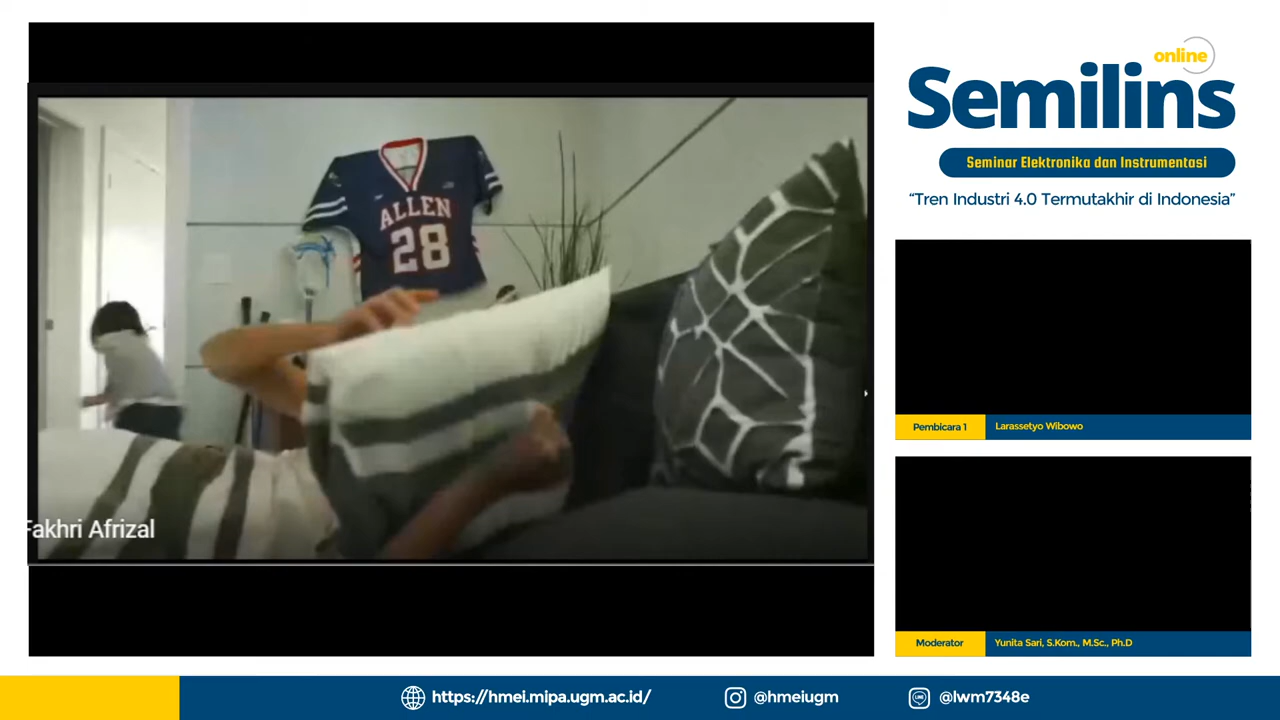 online
Semilins
Seminar Elektronika dan Instrumentasi
“Tren Industri 4.0 Termutakhir di Indonesia”
ALLEN
28
Fakhri Afrizal
Pembicara 1
Larassetyo Wibowo
Moderator
Yunita Sari, S.Kom., M.Sc., Ph.D
https://hmei.mipa.ugm.ac.id/
@hmeiugm
LINE
@lwm7348e